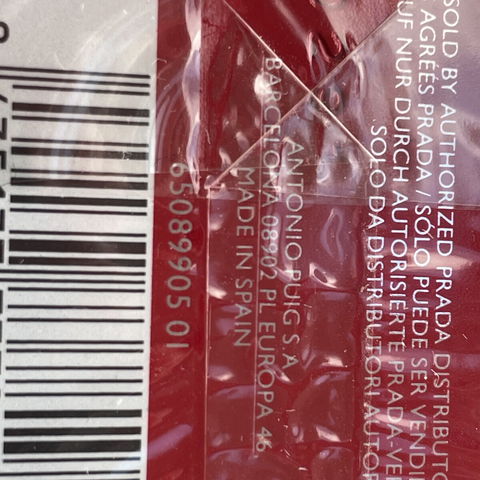 SOLD BY AUTHORIZED PRADA DISTRIBUTO
AGRÉES PRADA / SÓLO PUEDE SER VENDI
UF NUR DURCH AUTORISIERTE PRADA-VE
SOLO DA DISTRIBUTORI AUTOR
ANTONIO PUIG S A
BARCELONA 08902 PL EUROPA 46
MADE IN SPAIN
65089905 01